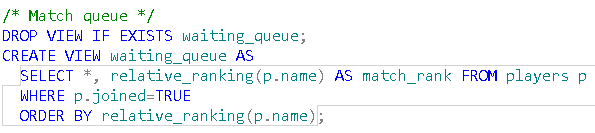 /* Match queue */
DROP VIEW IF EXISTS waiting_queue;
CREATE VIEW waiting_queue AS
SELECT *, relative_ranking(p.name) AS match_rank FROM players p
WHERE p.joined=TRUE
ORDER BY relative_ranking(p.name);